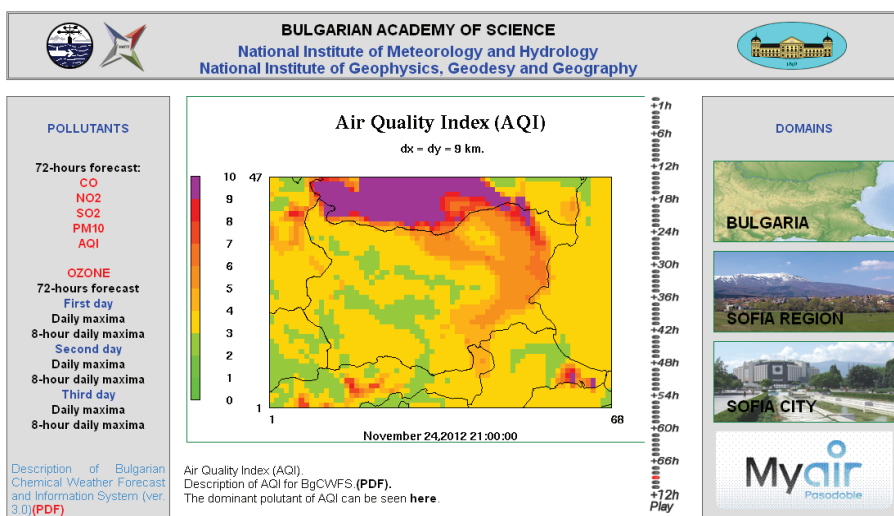 BULGARIAN ACADEMY OF SCIENCE
National Institute of Meteorology and Hydrology
National Institute of Geophysics, Geodesy and Geography
POLLUTANTS
72-hours forecast:
CO
NO2
SO2
PM10
AQI
OZONE
72-hours forecast
First day
Daily maxima
8-hour daily maxima
Second day
Daily maxima
8-hour daily maxima
Third day
Daily maxima
8-hour daily maxima
Description of Bulgarian
Chemical Weather Forecast
and Information System (ver.
3.0)(PDF)
Air Quality Index (AQI)
dx = dy = 9 km.
10
9
8
7
6
5
4
3
2
1
0
47
1
1
68
November 24,2012 21:00:00
Air Quality Index (AQI).
Description of AQI for BgCWFS.(PDF).
The dominant polutant of AQI can be seen here.
+1h
+6h
+12h
+18h
+24h
+30h
+36h
+42h
+48h
+54h
+60h
+66h
+12h
Play
DOMAINS
BULGARIA
SOFIA REGION
SOFIA CITY
Myair
Pasodoble